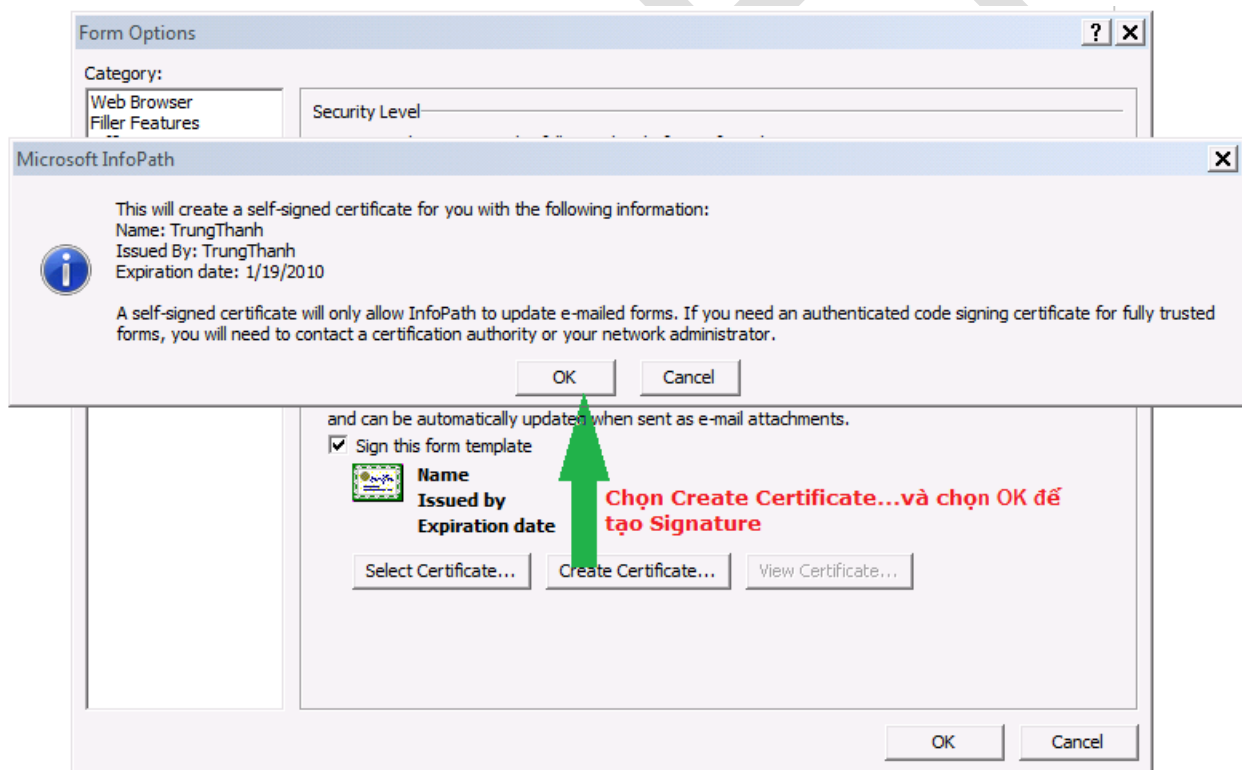 Form Options
Category:
Web Browser
Filler Features
Security Level
Microsoft InfoPath
This will create a self-signed certificate for you with the following information:
Name: TrungThanh
Issued By: TrungThanh
Expiration date: 1/19/2010
A self-signed certificate will only allow InfoPath to update e-mailed forms. If you need an authenticated code signing certificate for fully trusted
forms, you will need to contact a certification authority or your network administrator.
OK Cancel
and can be automatically updated when sent as e-mail attachments.
Sign this form template
Name
Issued by
Expiration date
Chọn Create Certificate...và chọn OK để
tạo Signature
Select Certificate... Create Certificate... View Certificate...
OK Cancel